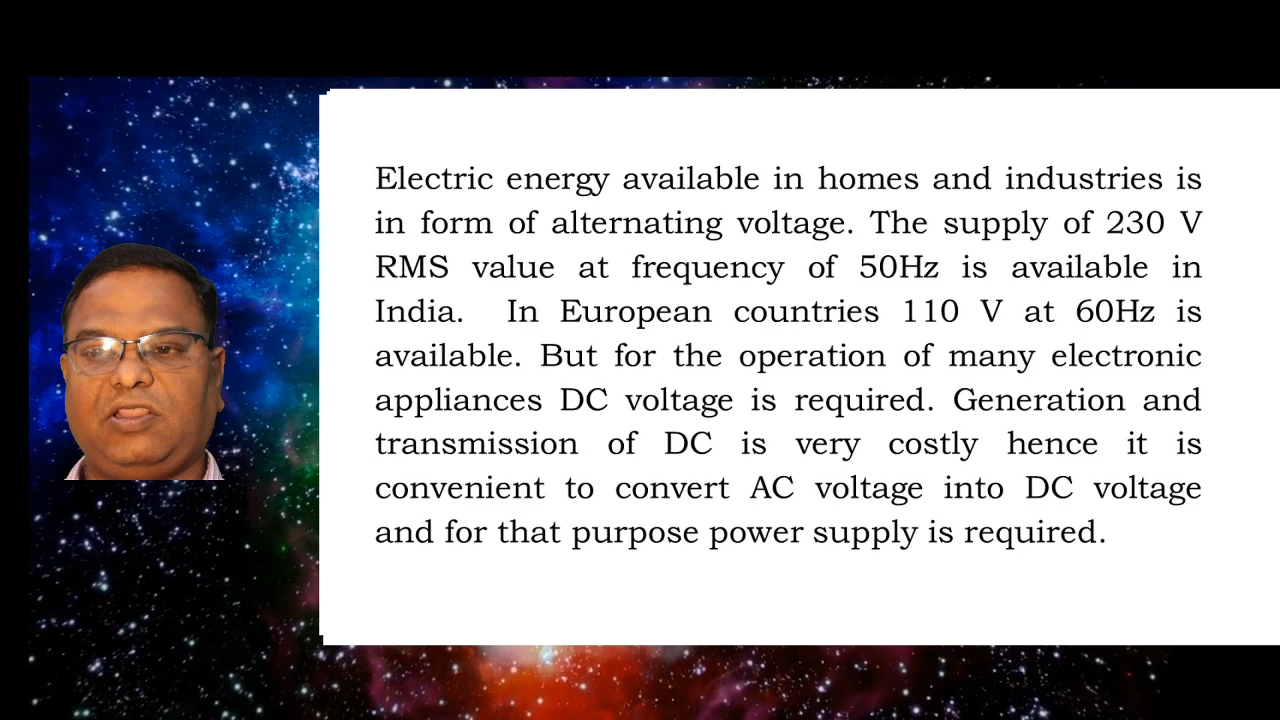 Electric energy available in homes and industries is
in form of alternating voltage. The supply of 230 V
RMS value at frequency of 50Hz is available in
India. In European countries 110 V at 60Hz is
available. But for the operation of many electronic
appliances DC voltage is required. Generation and
transmission of DC is very costly hence it is
convenient to convert AC voltage into DC voltage
and for that purpose power supply is required.